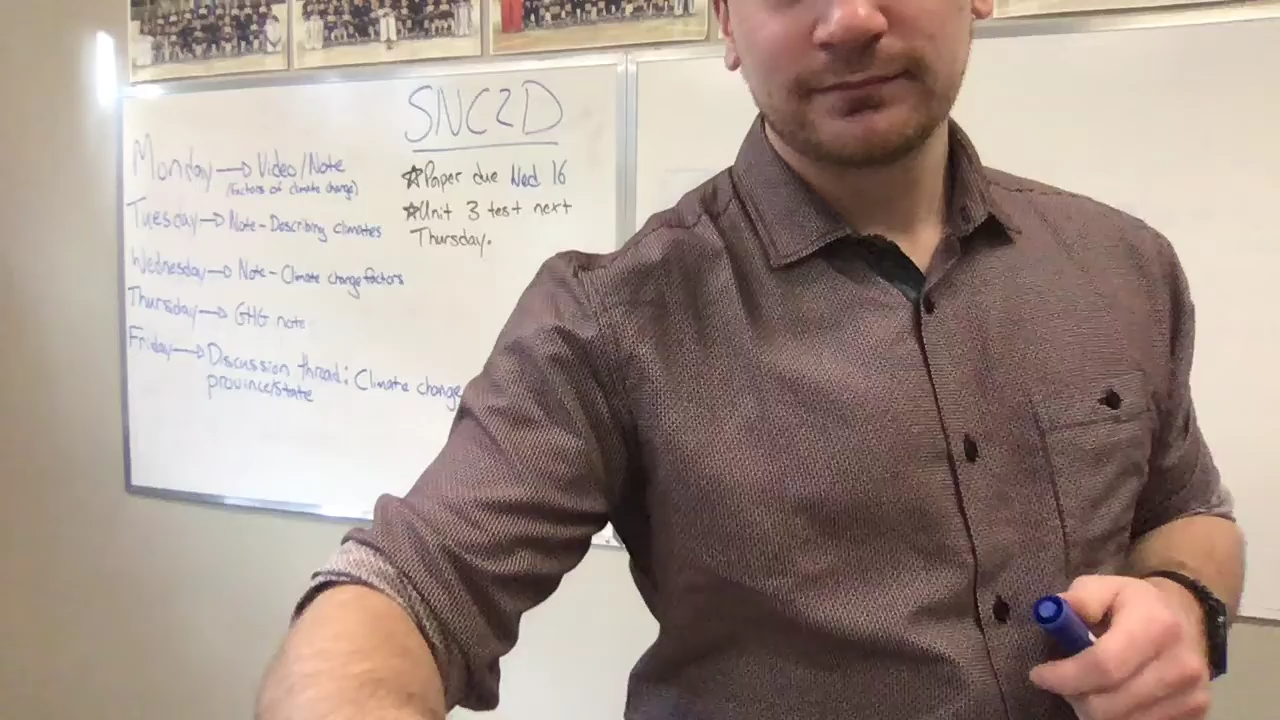 SNC2D
Monday → Video/Note
(factors of climate change)
Tuesday → Note - Describing climates
Wednesday → Note - Climate change factors
Thursday → GHG note
Friday → Discussion thread: Climate change
province/state
☆Paper due Wed 16
☆Unit 3 test next
Thursday.